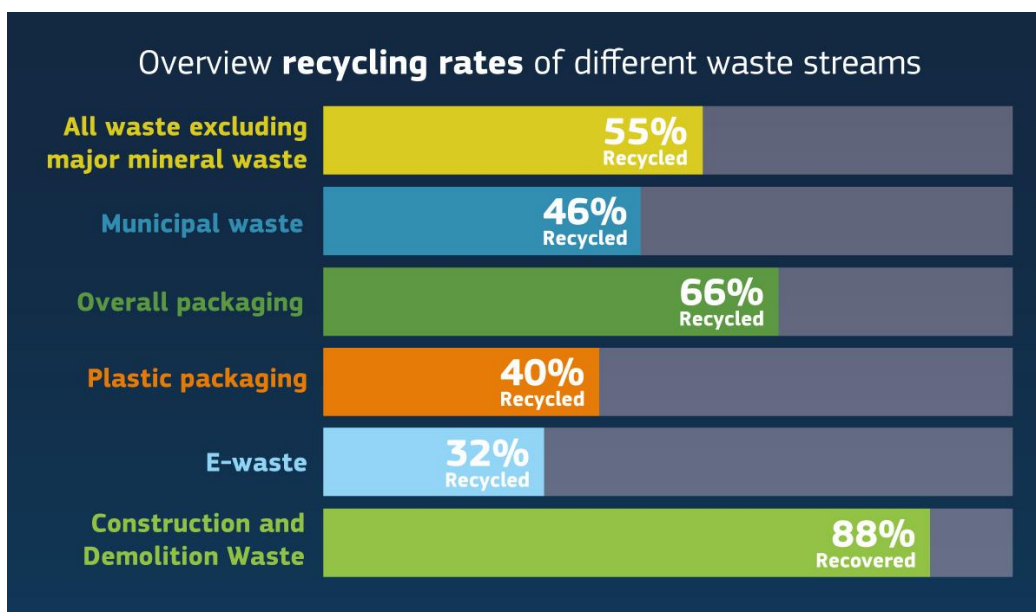 Overview recycling rates of different waste streams
All waste excluding
major mineral waste
55%
Recycled
Municipal waste
46%
Recycled
Overall packaging
66%
Recycled
Plastic packaging
40%
Recycled
E-waste
32%
Recycled
Construction and
Demolition Waste
88%
Recovered